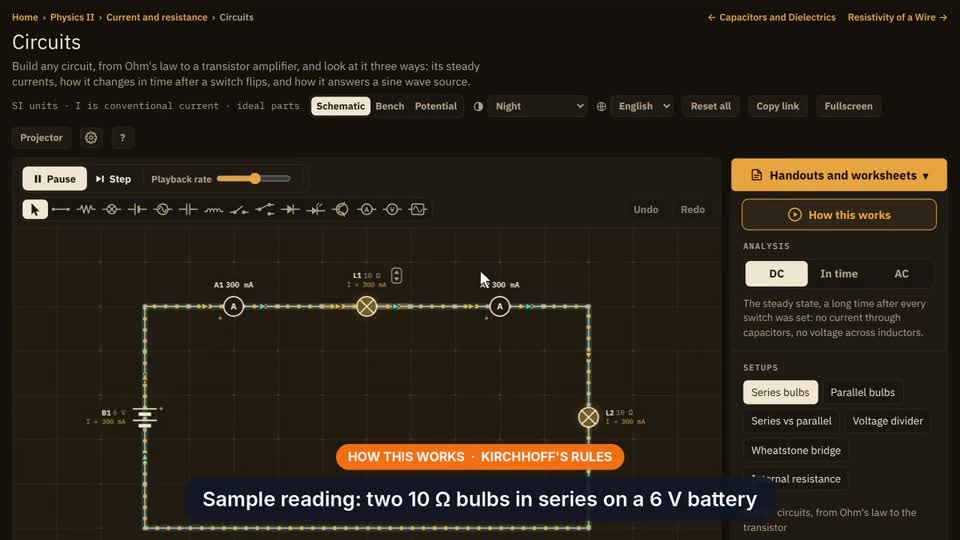 Home › Physics II › Current and resistance › Circuits
← Capacitors and Dielectrics Resistivity of a Wire →
Circuits
Build any circuit, from Ohm's law to a transistor amplifier, and look at it three ways: its steady
currents, how it changes in time after a switch flips, and how it answers a sine wave source.
SI units · I is conventional current · ideal parts Schematic Bench Potential Night English Reset all Copy link Fullscreen
Projector ?
Pause Step Playback rate
Undo Redo
Handouts and worksheets ▾
How this works
ANALYSIS
DC In time AC
The steady state, a long time after every
switch was set: no current through
capacitors, no voltage across inductors.
SETUPS
Series bulbs Parallel bulbs
Series vs parallel Voltage divider
Wheatstone bridge
Internal resistance
circuits, from Ohm's law to the
transistor
A1 300 mA
L1 10 Ω
I = 300 mA
300 mA
A
A
B1 6 V
I = 300 mA
L2 10 Ω
I = 300 mA
HOW THIS WORKS · KIRCHHOFF'S RULES
Sample reading: two 10 Ω bulbs in series on a 6 V battery